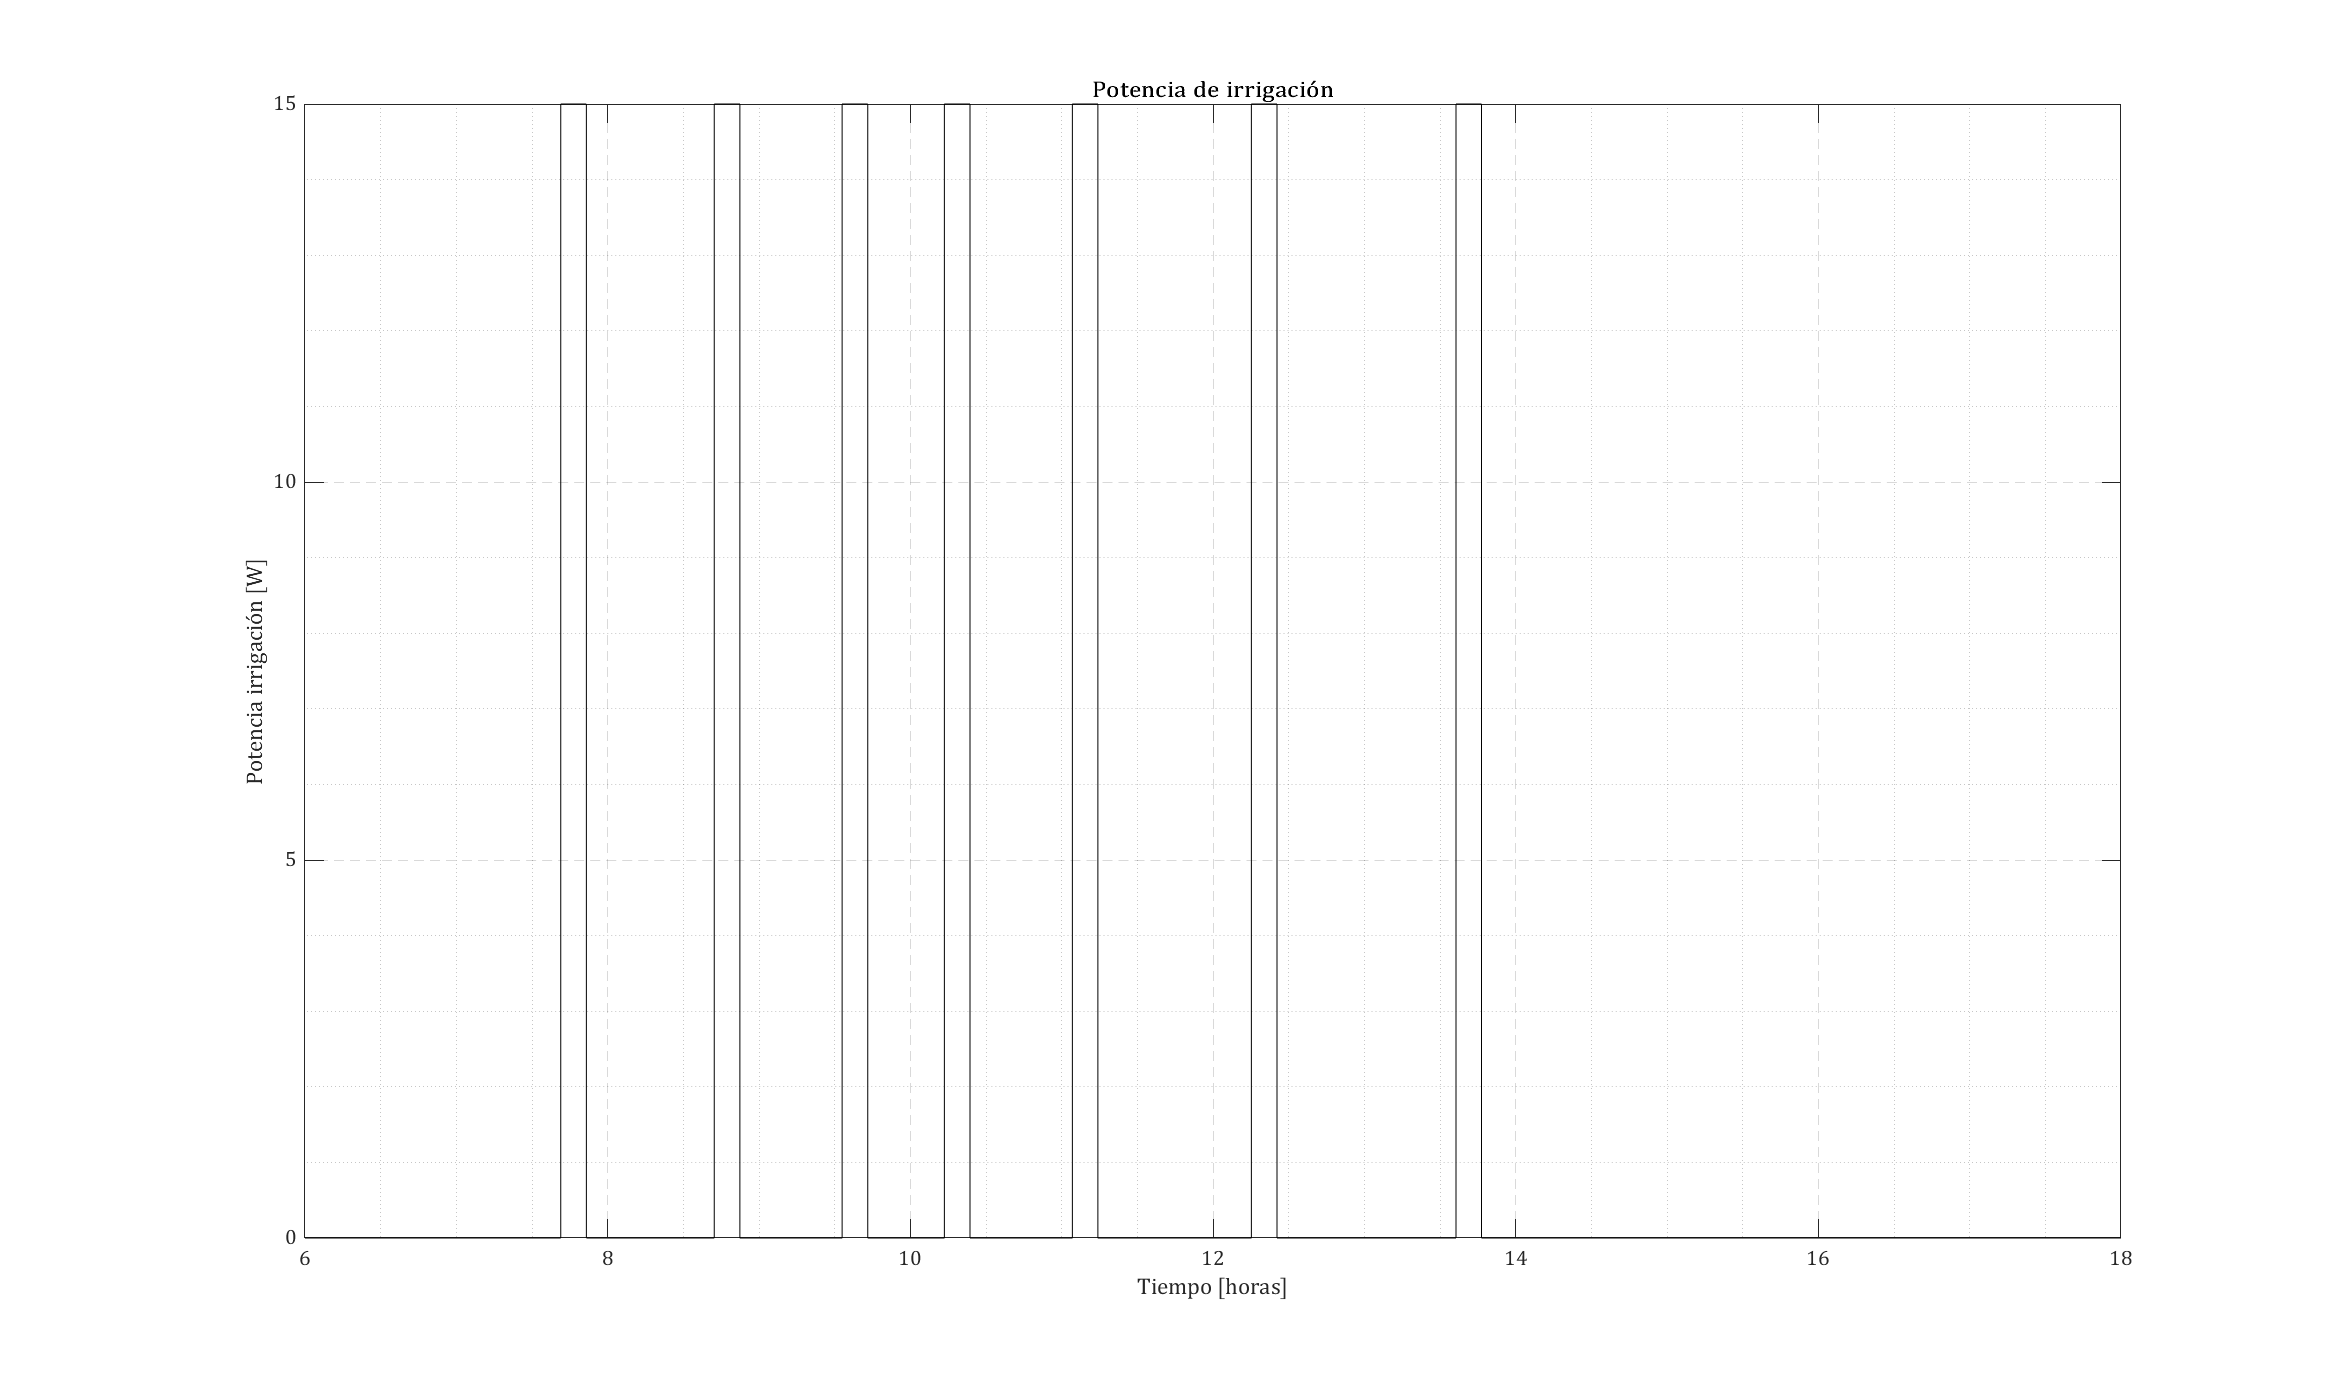 Potencia de irrigación
15
10
5
0
Potencia irrigación [W]
6 8 10 12 14 16 18
Tiempo [horas]